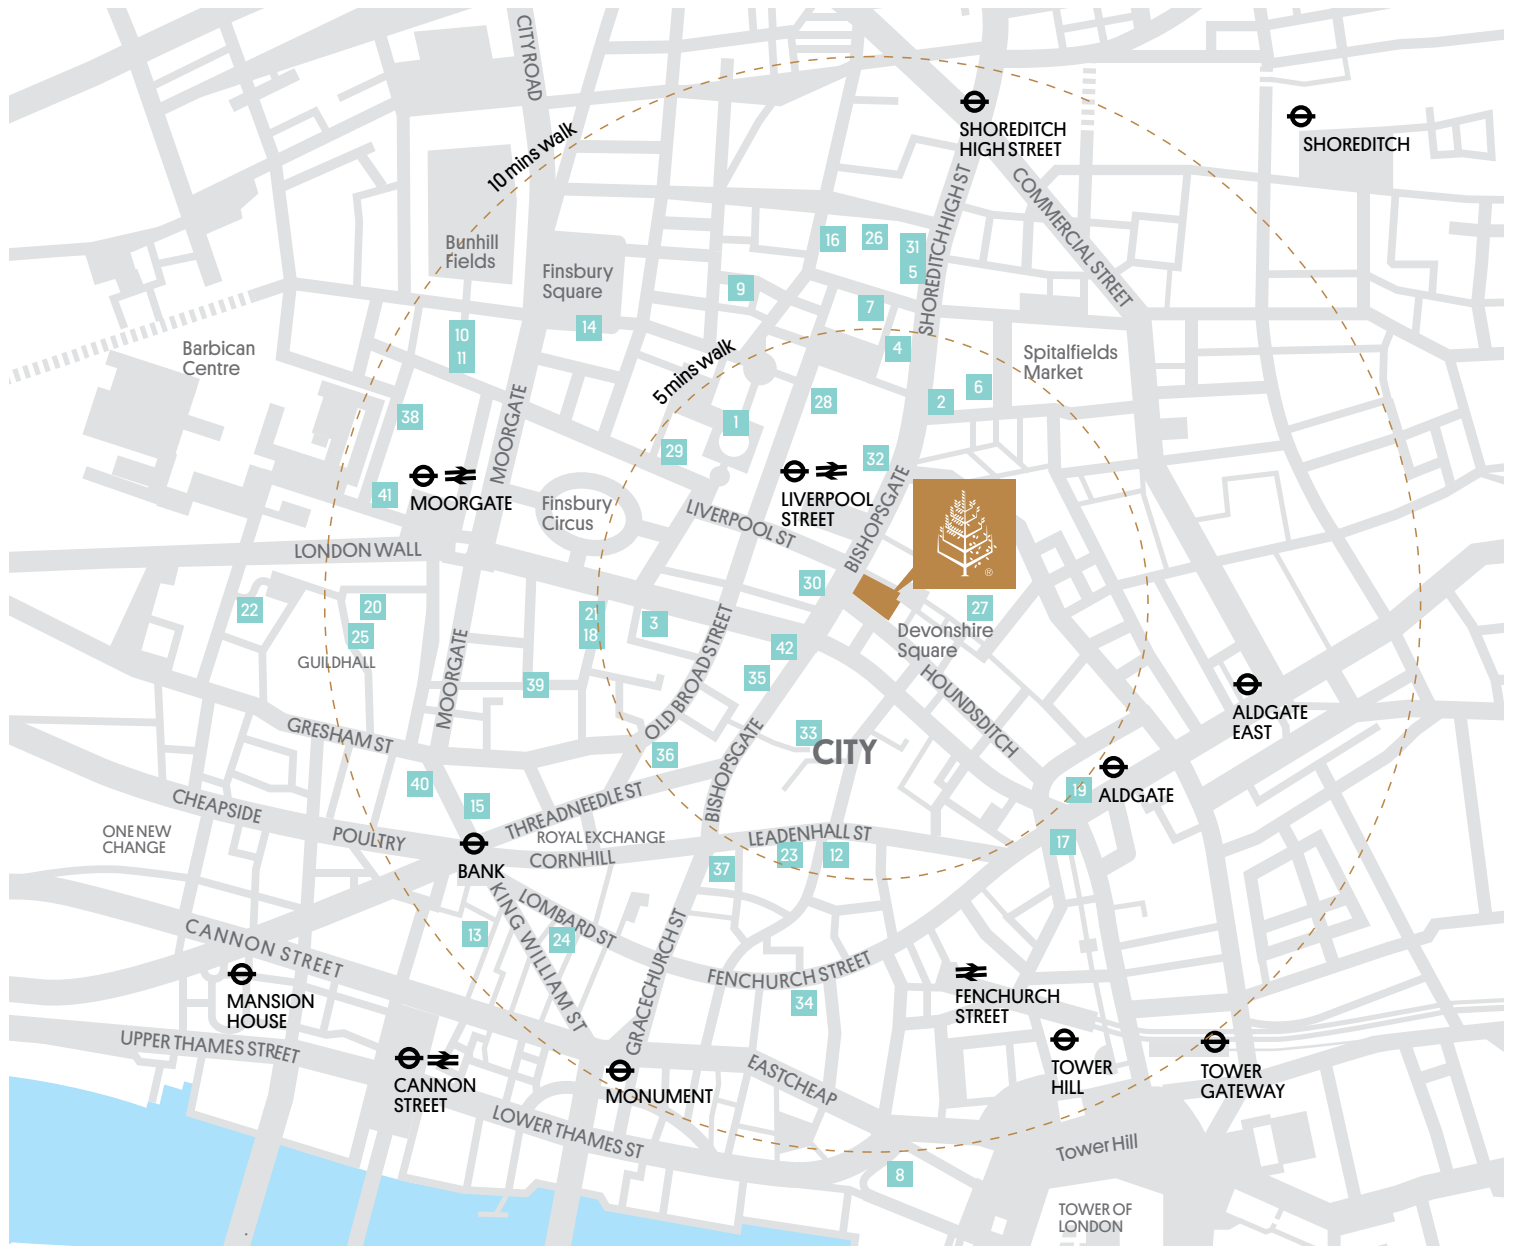 CITY ROAD
10 mins walk
SHOREDITCH
HIGH STREET
SHOREDITCH
SHOREDITCH HIGH ST
COMMERCIAL STREET
Bunhill
Fields
Finsbury
Square
16
26
31
5
9
7
14
10
11
4
5 mins walk
Barbican
Centre
Spitalfields
Market
6
2
28
1
38
MOORGATE
29
32
MOORGATE
41
LIVERPOOL
STREET
BISHOPSGATE
LIVERPOOL ST
Finsbury
Circus
®
LONDON WALL
30
27
Devonshire
Square
22
20
25
GUILDHALL
21
18
3
42
35
39
MOORGATE
OLD BROAD STREET
HOUNDSDITCH
ALDGATE
EAST
GRESHAM ST
36
33
CITY
BISHOPSGATE
40
15
THREADNEEDLE ST
19
ALDGATE
CHEAPSIDE
POULTRY
ONE NEW
CHANGE
ROYAL EXCHANGE
CORNHILL
LEADENHALL ST
17
BANK
37
23
12
KING WILLIAM ST
LOMBARD ST
13
24
GRACECHURCH ST
CANNON STREET
FENCHURCH STREET
MANSION
HOUSE
34
FENCHURCH
STREET
UPPER THAMES STREET
CANNON
STREET
MONUMENT
EASTCHEAP
TOWER
HILL
TOWER
GATEWAY
LOWER THAMES ST
Tower Hill
8
TOWER OF
LONDON